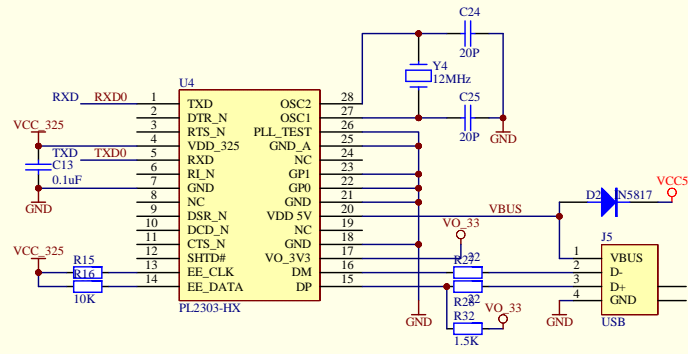 C24
20P
Y4
12MHz
C25
20P
GND
U4
RXD RXD0 1 TXD OSC2 28
2 DTR_N OSC1 27
VCC_325 3 RTS_N PLL_TEST 26
4 VDD_325 GND_A 25
TXD TXD0 5 RXD NC 24
C13 6 RI_N GP1 23
0.1uF 7 GND GP0 22
GND 8 NC GND 21
9 DSR_N VDD 5V 20
10 DCD_N NC 19
11 CTS_N GND 18
VCC_325 12 SHTD# VO_3V3 17
R15 13 EE_CLK DM 16
R16 14 EE_DATA DP 15
10K
PL2303-HX
VBUS
D2 N5817
VCC5
VO_33
J5
1 VBUS
2 D-
3 D+
4 GND
USB
R27 22
R28 22
R32
1.5K
VO_33
GND
GND